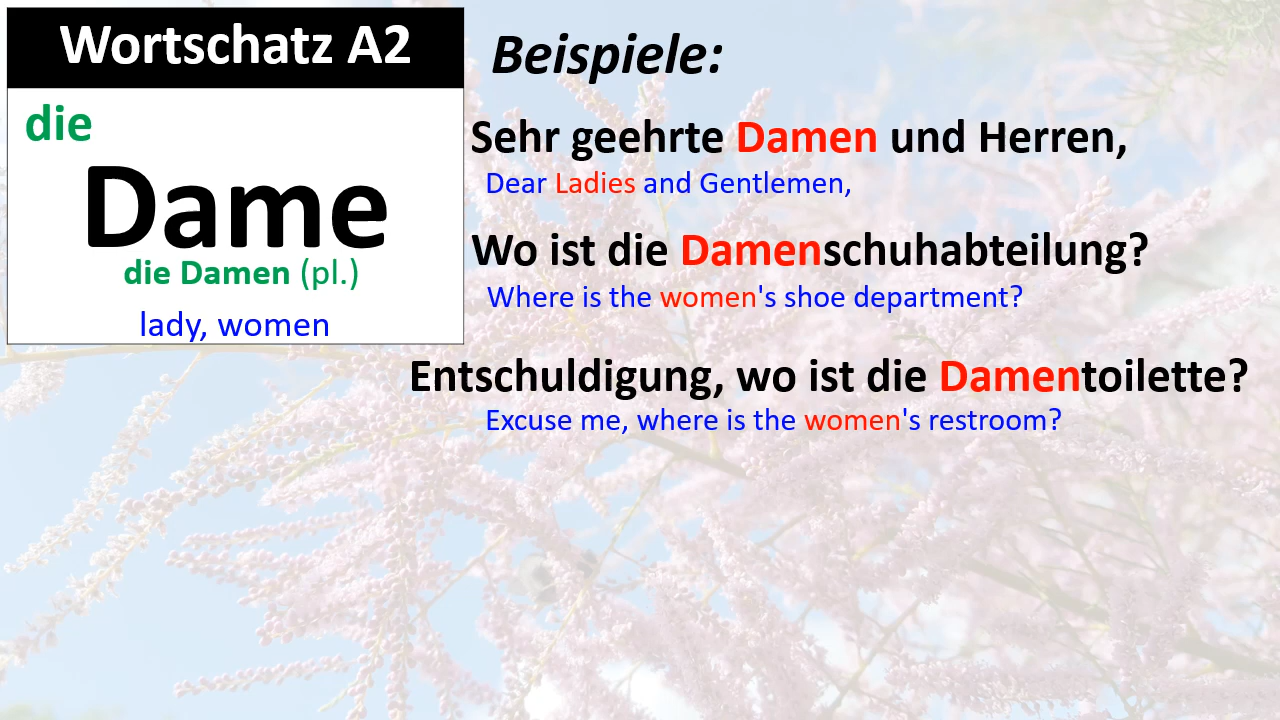 Wortschatz A2
die
Dame
die Damen (pl.)
lady, women
Beispiele:
Sehr geehrte Damen und Herren,
Dear Ladies and Gentlemen,
Wo ist die Damenschuhabteilung?
Where is the women's shoe department?
Entschuldigung, wo ist die Damentoilette?
Excuse me, where is the women's restroom?